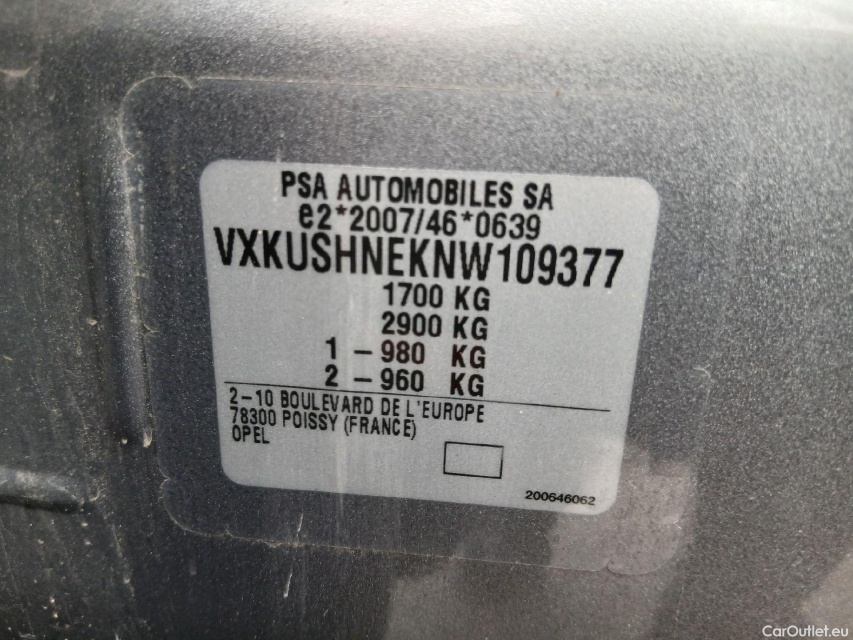 PSA AUTOMOBILES SA
e2*2007/46*0639
VXKUSHNEKNW109377
1700 KG
2900 KG
1 - 980 KG
2 - 960 KG
2-10 BOULEVARD DE L'EUROPE
78300 POISSY (FRANCE)
OPEL
200646062
CarOutlet.eu